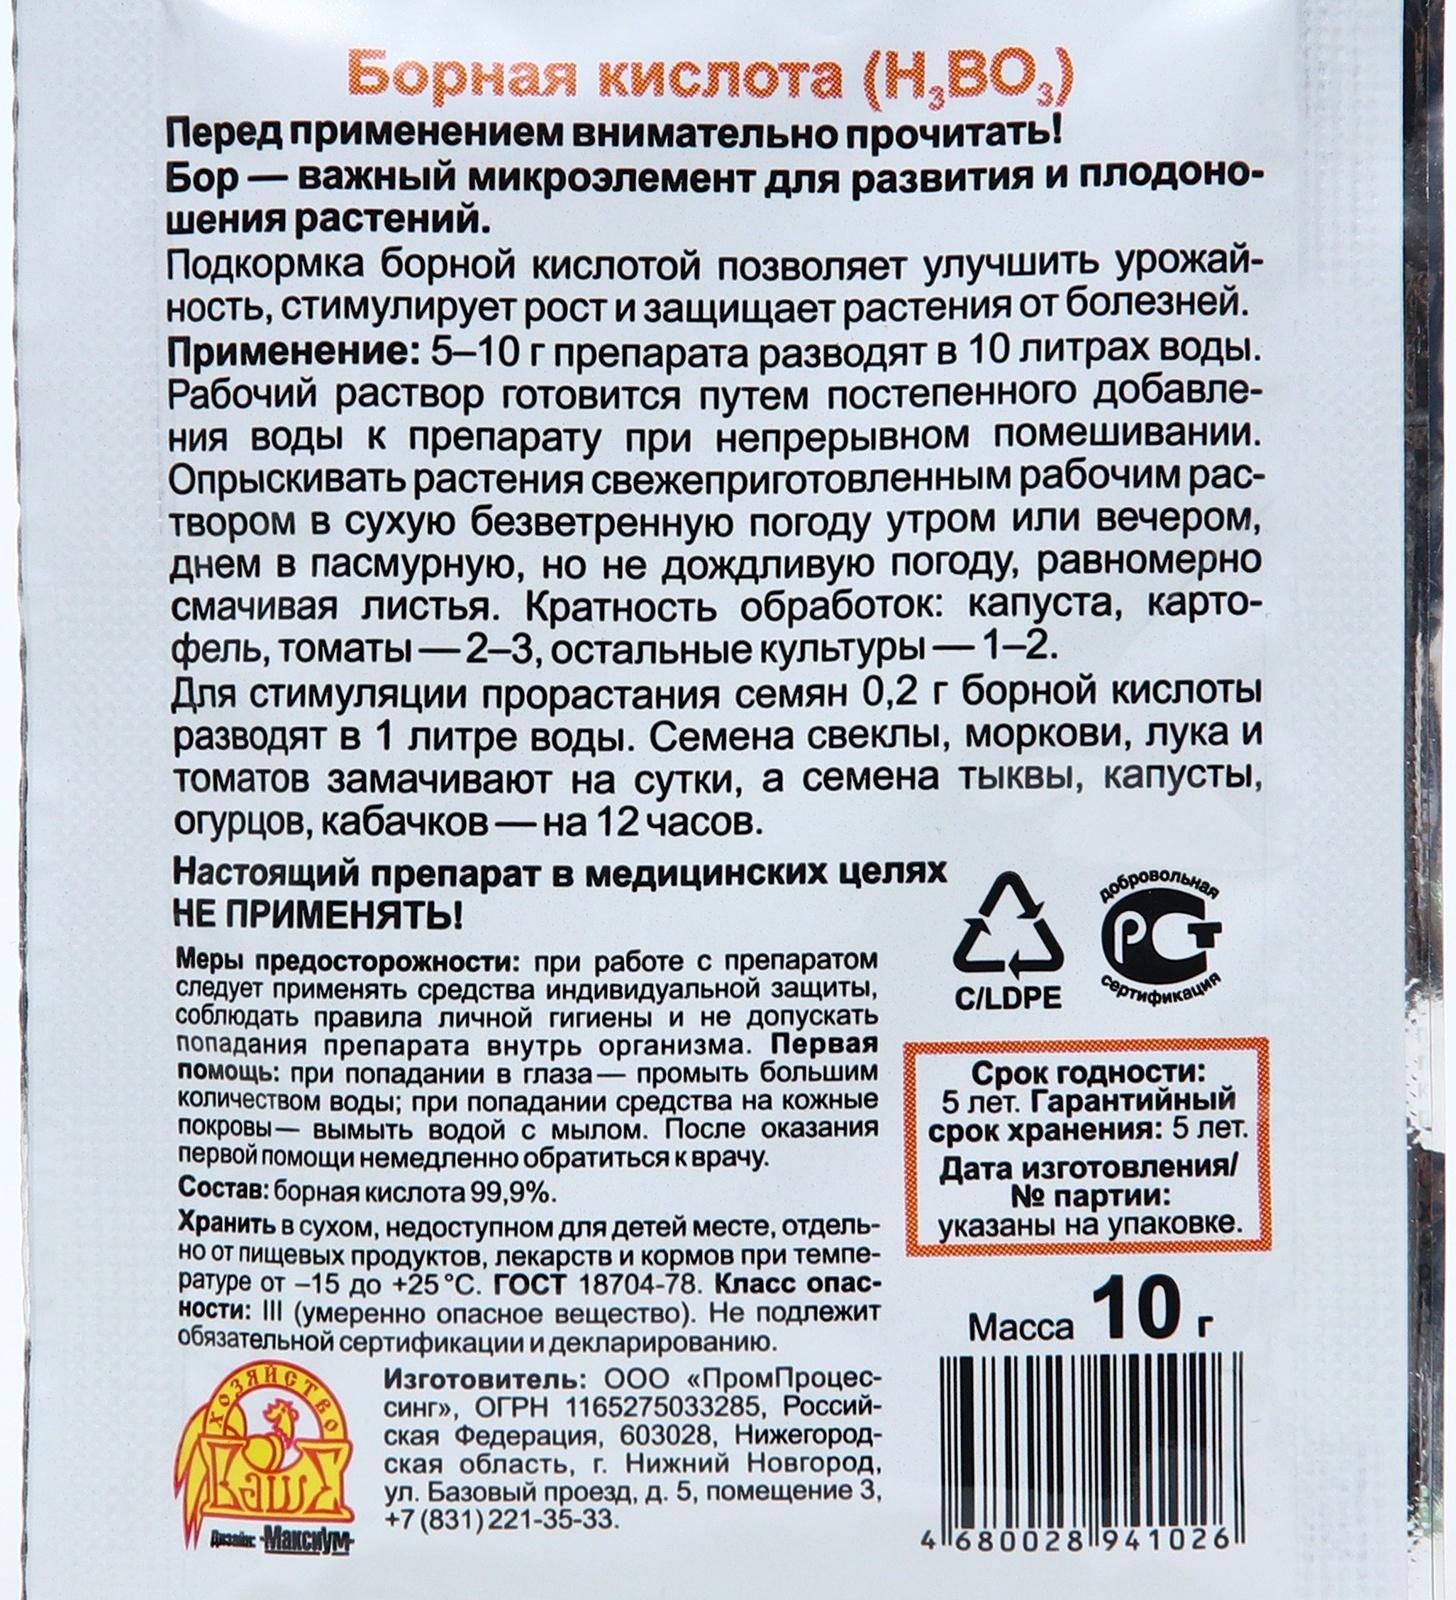 Борная кислота (H₃BO₃)
Перед применением внимательно прочитать!
Бор — важный микроэлемент для развития и плодоно-
шения растений.
Подкормка борной кислотой позволяет улучшить урожай-
ность, стимулирует рост и защищает растения от болезней.
Применение: 5–10 г препарата разводят в 10 литрах воды.
Рабочий раствор готовится путем постепенного добавле-
ния воды к препарату при непрерывном помешивании.
Опрыскивать растения свежеприготовленным рабочим рас-
твором в сухую безветренную погоду утром или вечером,
днем в пасмурную, но не дождливую погоду, равномерно
смачивая листья. Кратность обработок: капуста, карто-
фель, томаты — 2–3, остальные культуры — 1–2.
Для стимуляции прорастания семян 0,2 г борной кислоты
разводят в 1 литре воды. Семена свеклы, моркови, лука и
томатов замачивают на сутки, а семена тыквы, капусты,
огурцов, кабачков — на 12 часов.
Настоящий препарат в медицинских целях
НЕ ПРИМЕНЯТЬ!
Меры предосторожности: при работе с препаратом
следует применять средства индивидуальной защиты,
соблюдать правила личной гигиены и не допускать
попадания препарата внутрь организма. Первая
помощь: при попадании в глаза — промыть большим
количеством воды; при попадании средства на кожные
покровы — вымыть водой с мылом. После оказания
первой помощи немедленно обратиться к врачу.
Состав: борная кислота 99,9%.
Хранить в сухом, недоступном для детей месте, отдель-
но от пищевых продуктов, лекарств и кормов при темпе-
ратуре от –15 до +25 °С. ГОСТ 18704-78. Класс опас-
ности: III (умеренно опасное вещество). Не подлежит
обязательной сертификации и декларированию.
C/LDPE
добровольная
РСТ
сертификация
Срок годности:
5 лет. Гарантийный
срок хранения: 5 лет.
Дата изготовления/
№ партии:
указаны на упаковке.
Масса 10 г
4 680028 941026
ХОЗЯЙСТВО
ВАШЕ
Дизайн: Максиум
Изготовитель: ООО «ПромПроцес-
синг», ОГРН 1165275033285, Россий-
ская Федерация, 603028, Нижегород-
ская область, г. Нижний Новгород,
ул. Базовый проезд, д. 5, помещение 3,
+7 (831) 221-35-33.